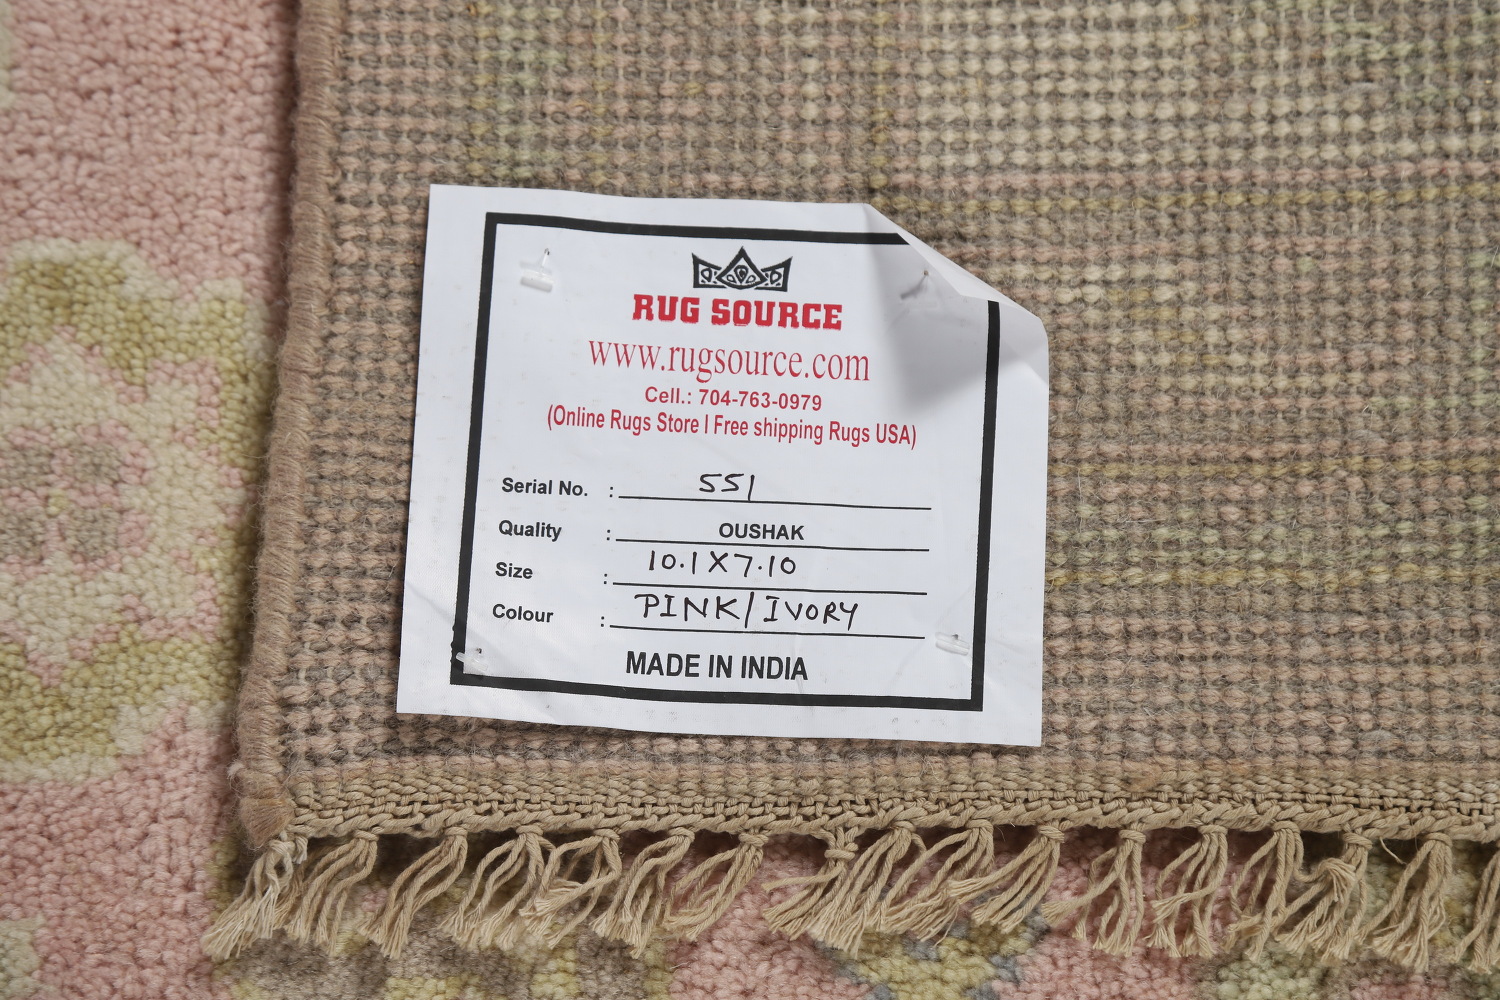 RUG SOURCE
www.rugsource.com
Cell.: 704-763-0979
(Online Rugs Store I Free shipping Rugs USA)
Serial No. : 551
Quality : OUSHAK
Size : 10.1X7.10
Colour : PINK/IVORY
MADE IN INDIA